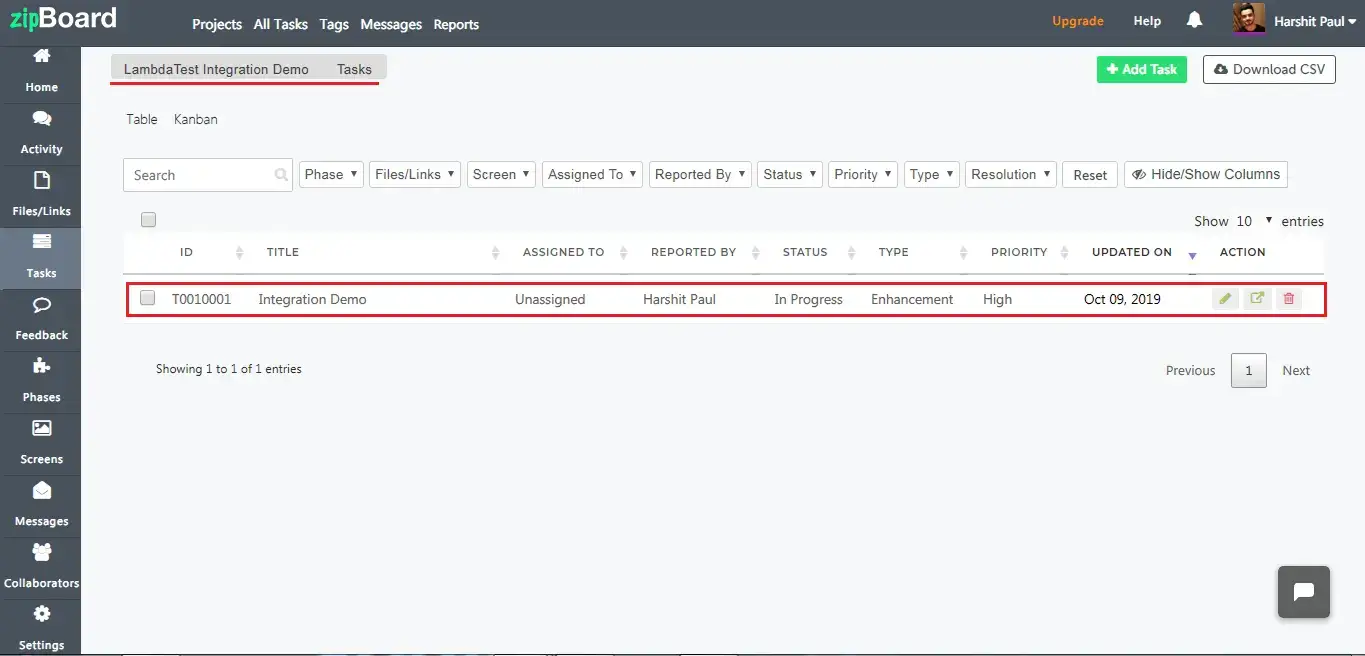 zipBoard Projects All Tasks Tags Messages Reports Upgrade Help Harshit Paul
Home
Activity
Files/Links
Tasks
Feedback
Phases
Screens
Messages
Collaborators
Settings
LambdaTest Integration Demo Tasks Add Task Download CSV
Table Kanban
Search Phase Files/Links Screen Assigned To Reported By Status Priority Type Resolution Reset Hide/Show Columns
Show 10 entries
ID TITLE ASSIGNED TO REPORTED BY STATUS TYPE PRIORITY UPDATED ON ACTION
T0010001 Integration Demo Unassigned Harshit Paul In Progress Enhancement High Oct 09, 2019
Showing 1 to 1 of 1 entries Previous 1 Next